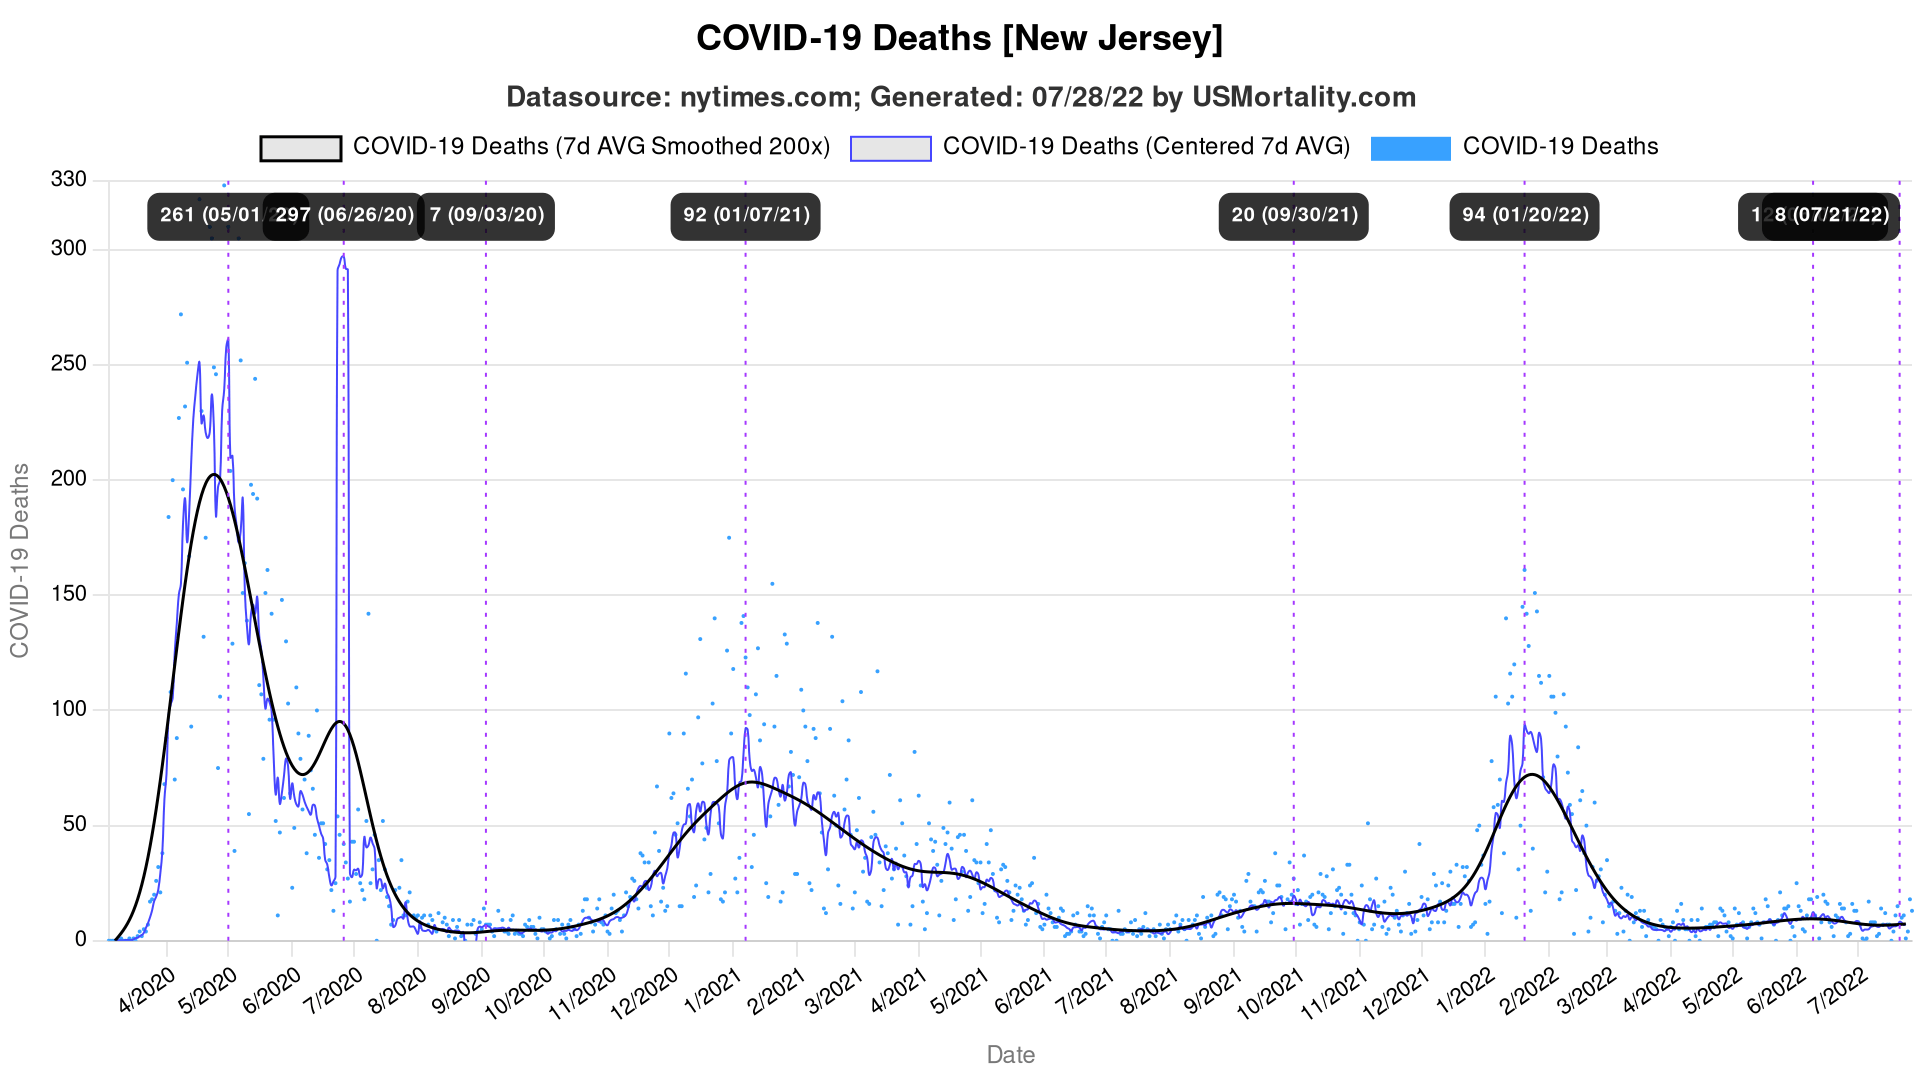 COVID-19 Deaths [New Jersey]
Datasource: nytimes.com; Generated: 07/28/22 by USMortality.com
COVID-19 Deaths (7d AVG Smoothed 200x) COVID-19 Deaths (Centered 7d AVG) COVID-19 Deaths
330
261 (05/01/ 297 (06/26/20) 7 (09/03/20) 92 (01/07/21) 20 (09/30/21) 94 (01/20/22) 8 (07/21/22)
300
250
200
150
100
50
0
COVID-19 Deaths
4/2020 5/2020 6/2020 7/2020 8/2020 9/2020 10/2020 11/2020 12/2020 1/2021 2/2021 3/2021 4/2021 5/2021 6/2021 7/2021 8/2021 9/2021 10/2021 11/2021 12/2021 1/2022 2/2022 3/2022 4/2022 5/2022 6/2022 7/2022
Date